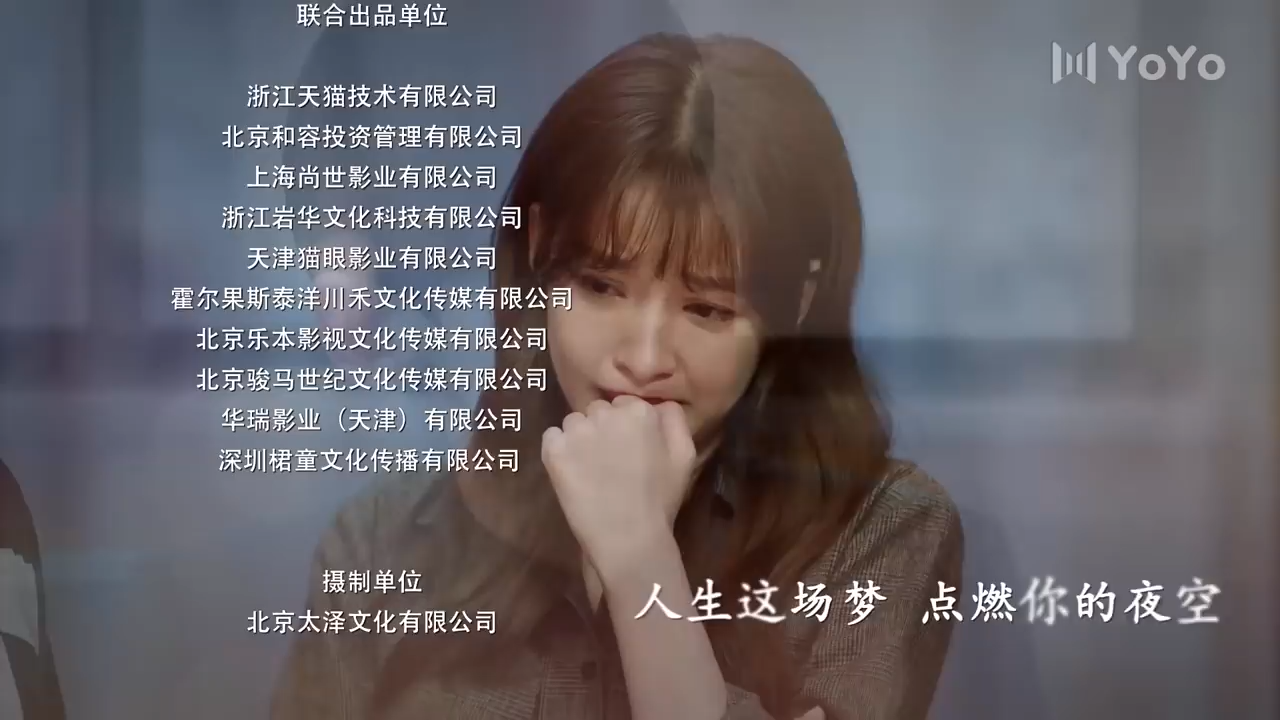 联合出品单位
YoYo
浙江天猫技术有限公司
北京和容投资管理有限公司
上海尚世影业有限公司
浙江岩华文化科技有限公司
天津猫眼影业有限公司
霍尔果斯泰洋川禾文化传媒有限公司
北京乐本影视文化传媒有限公司
北京骏马世纪文化传媒有限公司
华瑞影业（天津）有限公司
深圳桾童文化传播有限公司
摄制单位
北京太泽文化有限公司
人生这场梦 点燃你的夜空